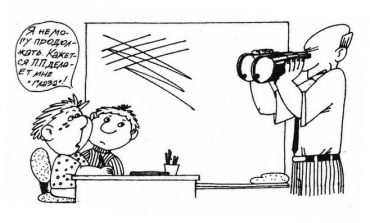 Я не мо-
гу продол-
жать. Кажет-
ся П.П. дела-
ет мне
"глаза"!